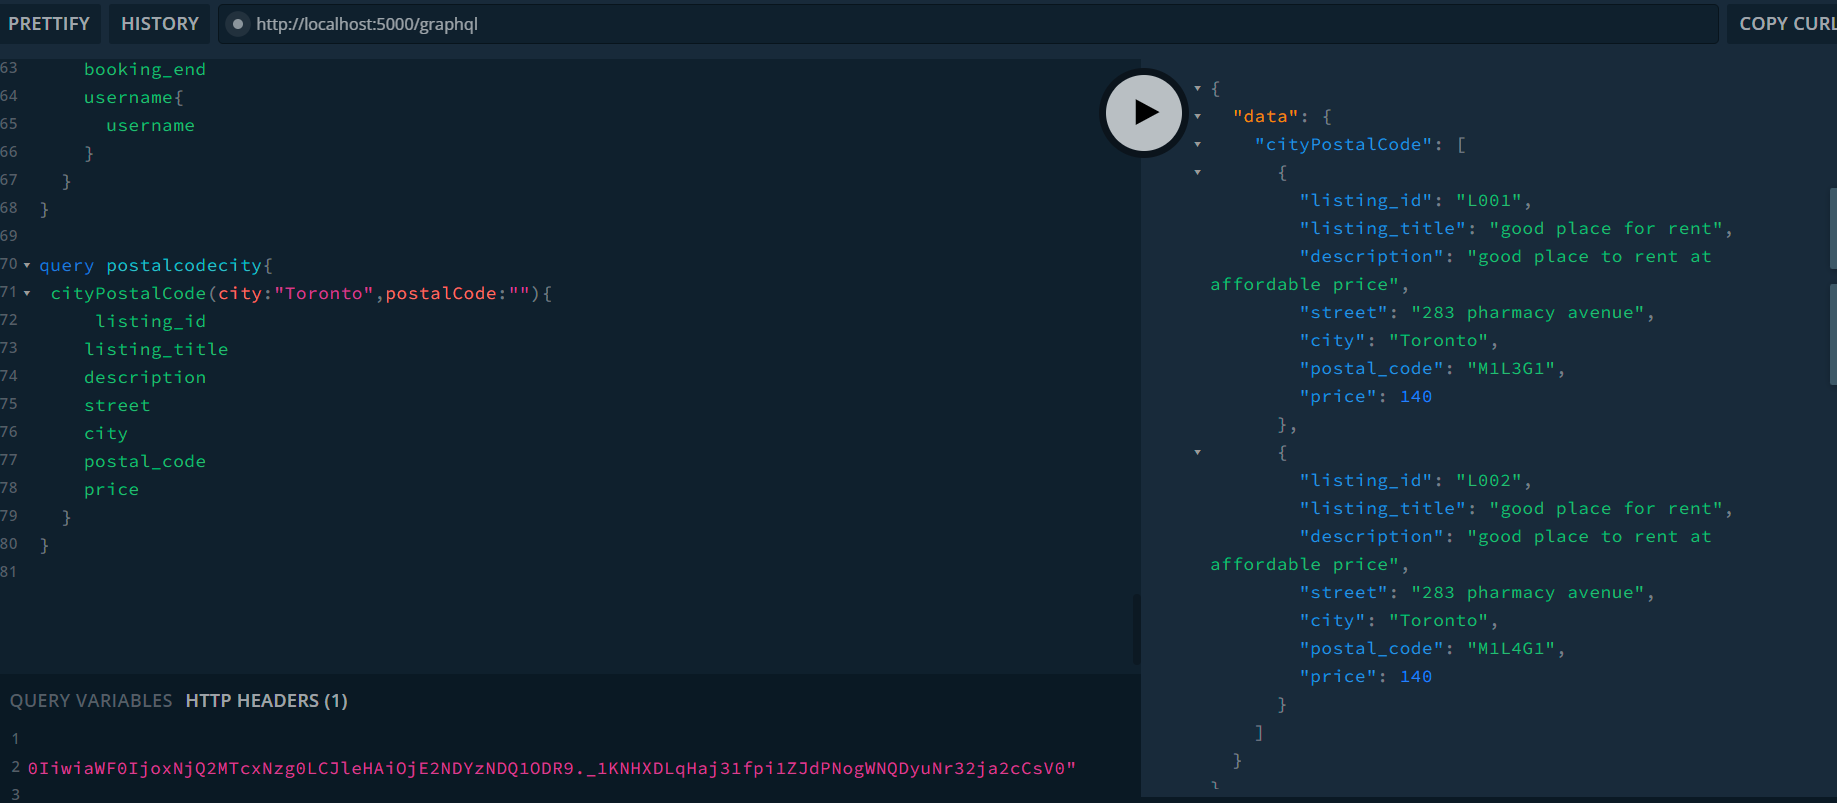 PRETTIFY HISTORY http://localhost:5000/graphql COPY CURL
63 booking_end
64 username{
65 username
66 }
67 }
68 }
69
70 query postalcodecity{
71 cityPostalCode(city:"Toronto",postalCode:""){
72 listing_id
73 listing_title
74 description
75 street
76 city
77 postal_code
78 price
79 }
80 }
81
QUERY VARIABLES HTTP HEADERS (1)
1
2 0IiwiaWF0IjoxNjQ2MTcxNzg0LCJleHAiOjE2NDYzNDQ1ODR9._1KNHXDLqHaj31fpi1ZJdPNogWNQDyuNr32ja2cCsV0"
3
{
"data": {
"cityPostalCode": [
{
"listing_id": "L001",
"listing_title": "good place for rent",
"description": "good place to rent at
affordable price",
"street": "283 pharmacy avenue",
"city": "Toronto",
"postal_code": "M1L3G1",
"price": 140
},
{
"listing_id": "L002",
"listing_title": "good place for rent",
"description": "good place to rent at
affordable price",
"street": "283 pharmacy avenue",
"city": "Toronto",
"postal_code": "M1L4G1",
"price": 140
}
]
}
}